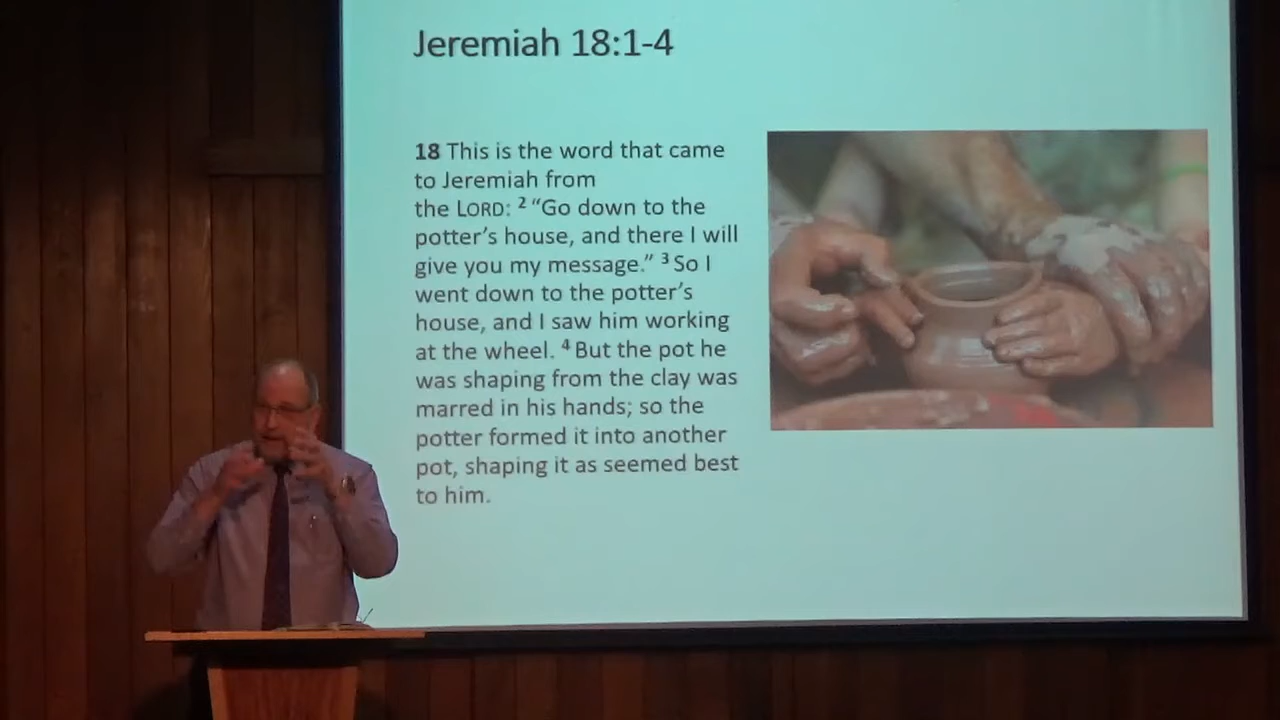 Jeremiah 18:1-4
18 This is the word that came
to Jeremiah from
the LORD: ² “Go down to the
potter’s house, and there I will
give you my message.” ³ So I
went down to the potter’s
house, and I saw him working
at the wheel. ⁴ But the pot he
was shaping from the clay was
marred in his hands; so the
potter formed it into another
pot, shaping it as seemed best
to him.